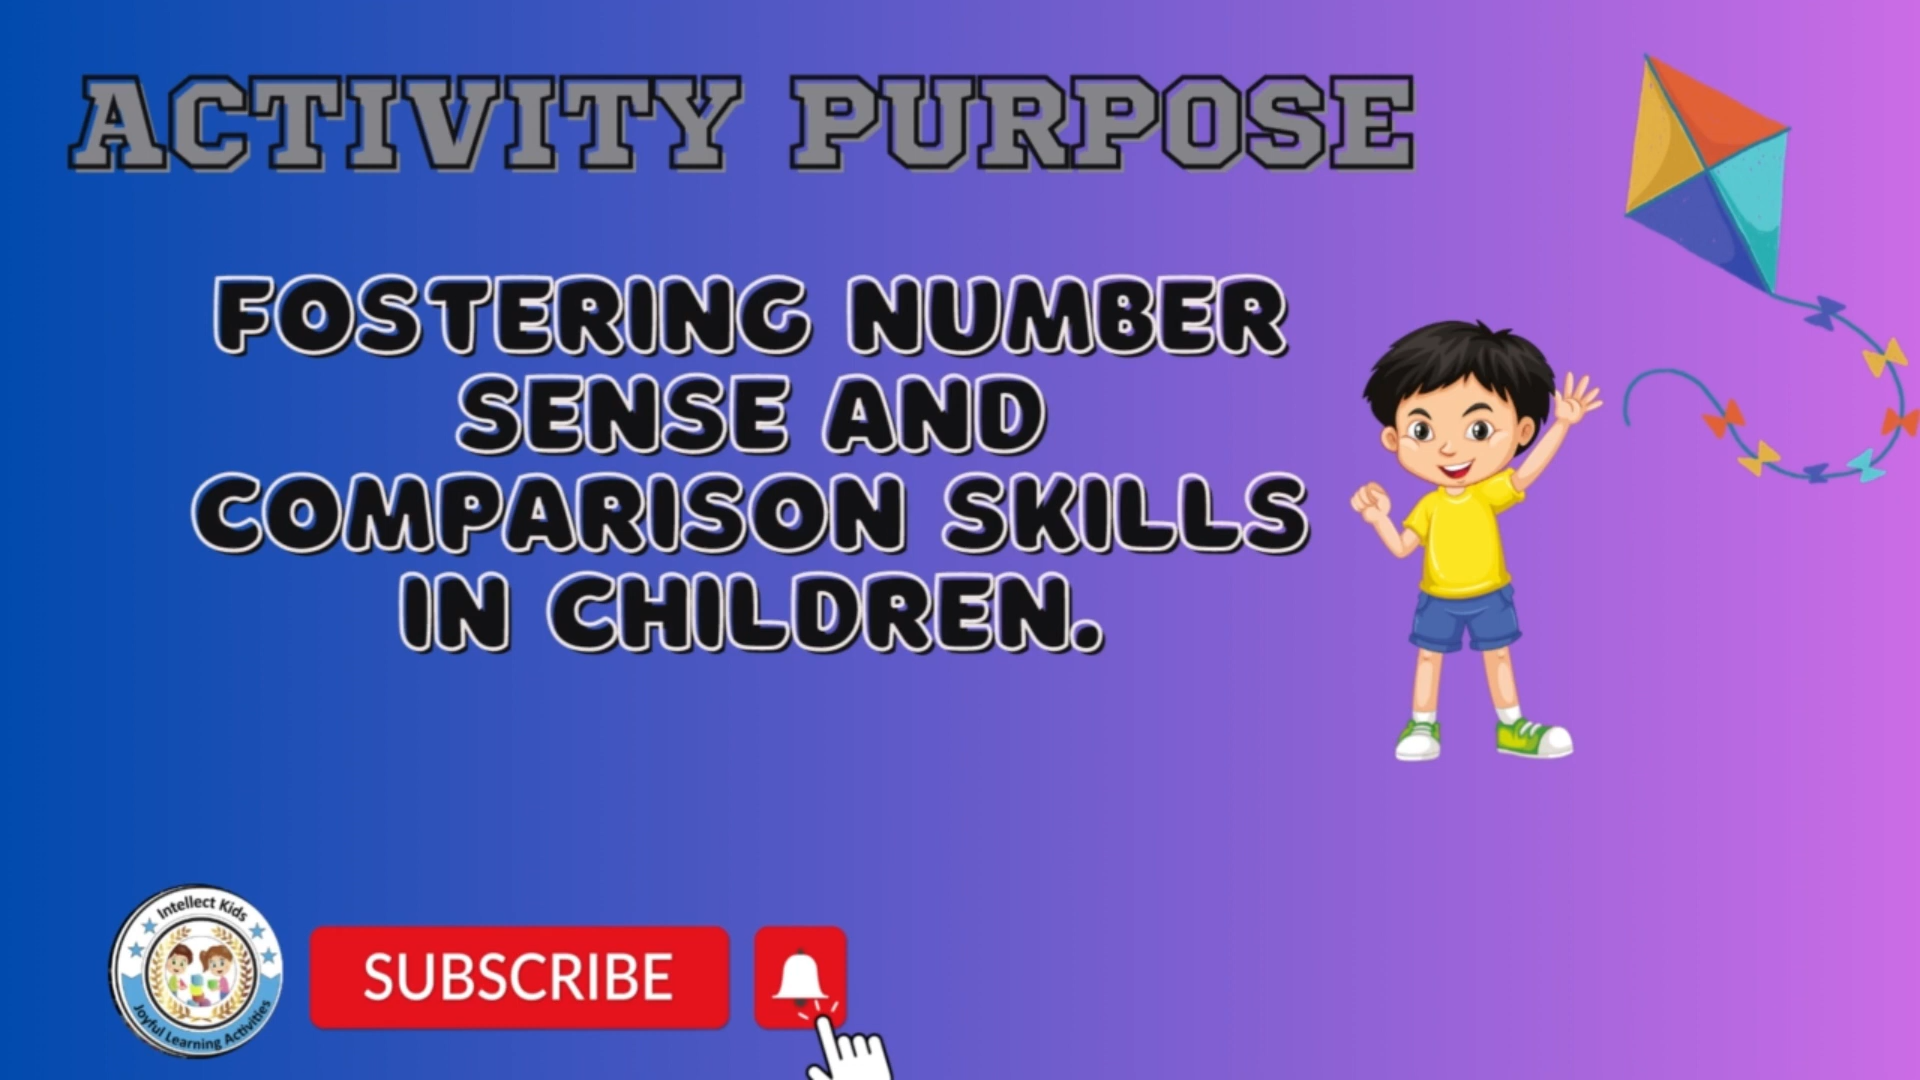 ACTIVITY PURPOSE
FOSTERING NUMBER
SENSE AND
COMPARISON SKILLS
IN CHILDREN.
Intellect Kids
Joyful Learning Activities
SUBSCRIBE